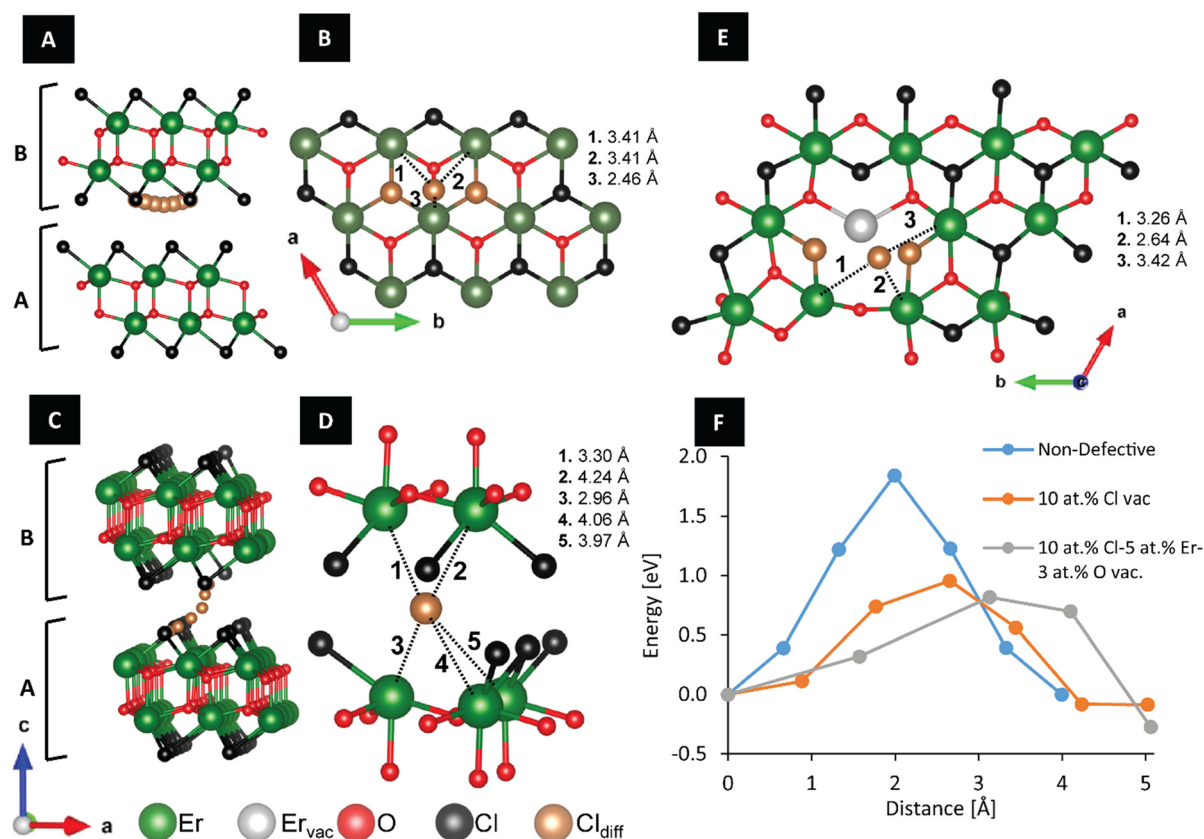 A
B
A
B
1
2
3
1. 3.41 Å
2. 3.41 Å
3. 2.46 Å
a
b
E
1
2
3
1. 3.26 Å
2. 2.64 Å
3. 3.42 Å
a
b
c
C
B
A
c
a
D
1
2
3
4
5
1. 3.30 Å
2. 4.24 Å
3. 2.96 Å
4. 4.06 Å
5. 3.97 Å
Er
Ervac
O
Cl
Cldiff
F
Non-Defective
10 at.% Cl vac
10 at.% Cl-5 at.% Er-
3 at.% O vac.
Energy [eV]
2.0
1.5
1.0
0.5
0.0
-0.5
0 1 2 3 4 5
Distance [Å]